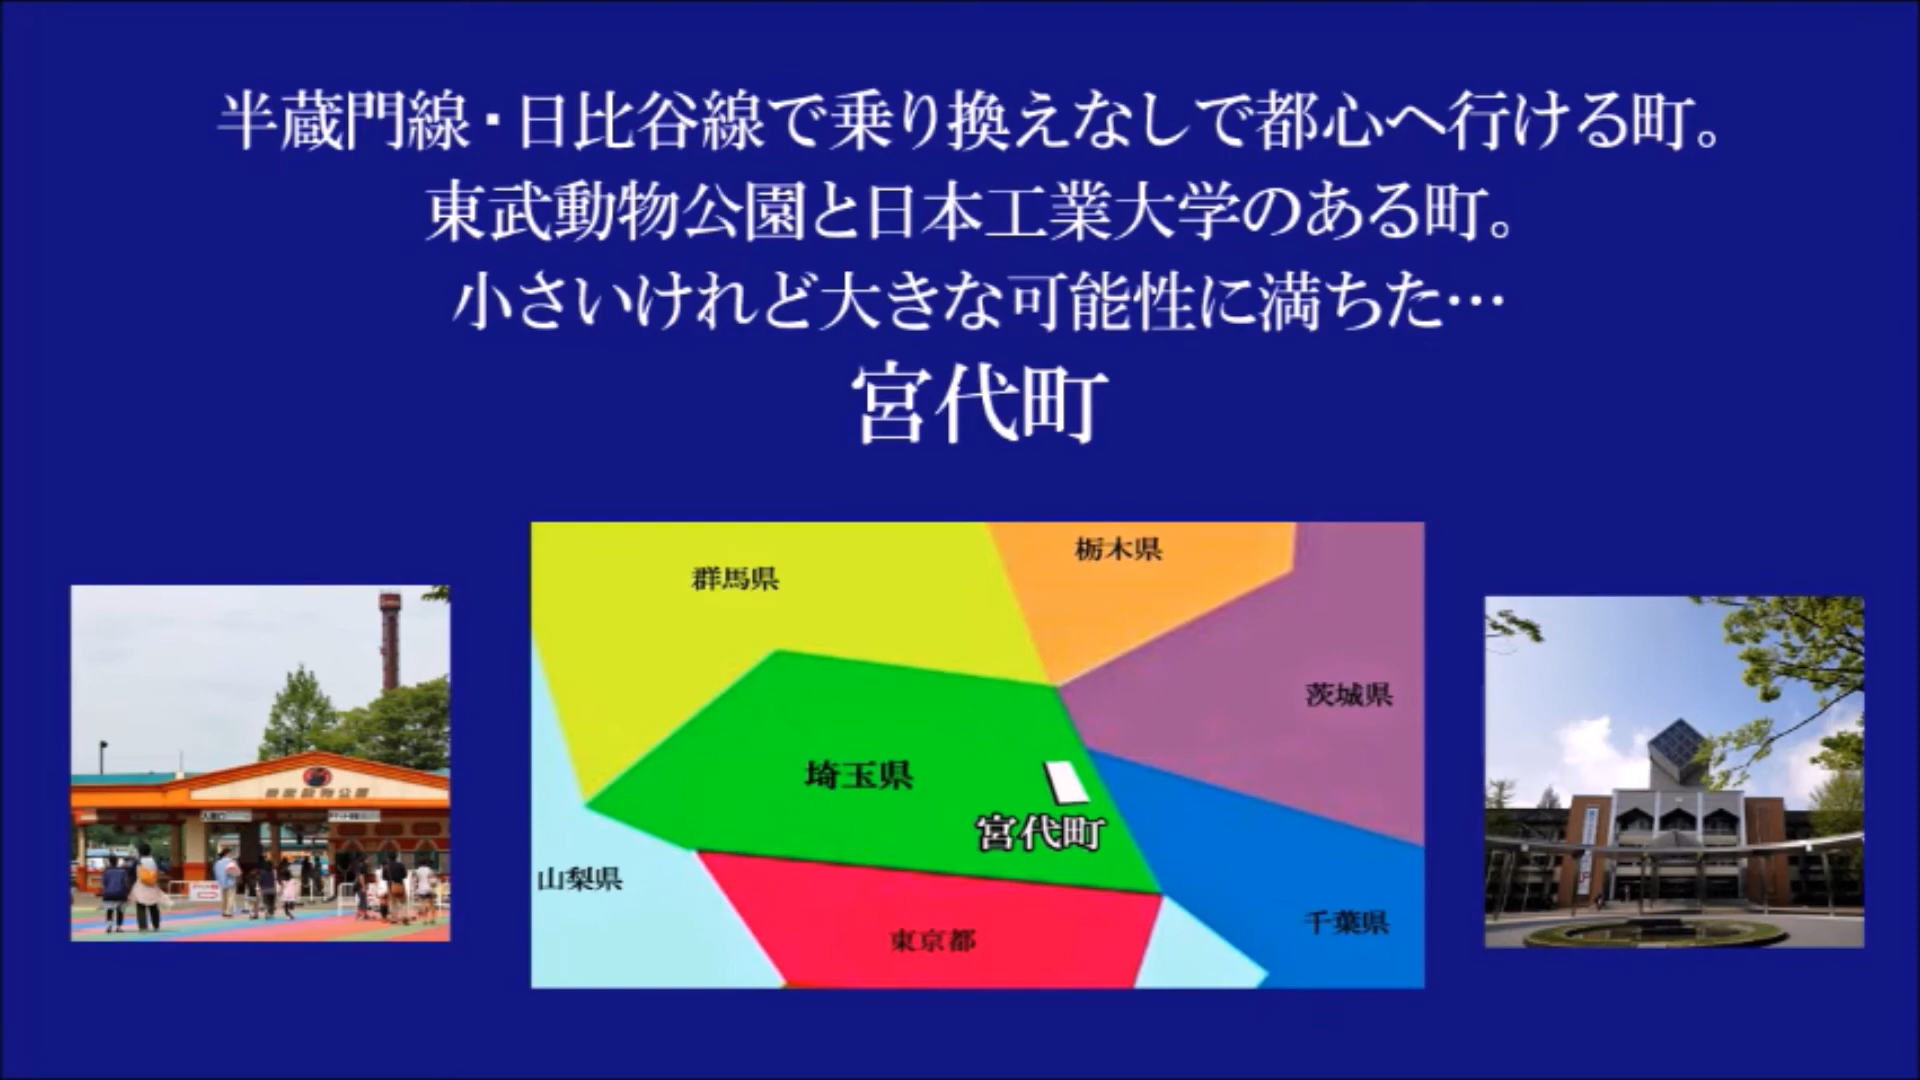 半蔵門線・日比谷線で乗り換えなしで都心へ行ける町。
東武動物公園と日本工業大学のある町。
小さいけれど大きな可能性に満ちた…
宮代町
群馬県
栃木県
茨城県
埼玉県
宮代町
山梨県
千葉県
東京都
東武動物公園